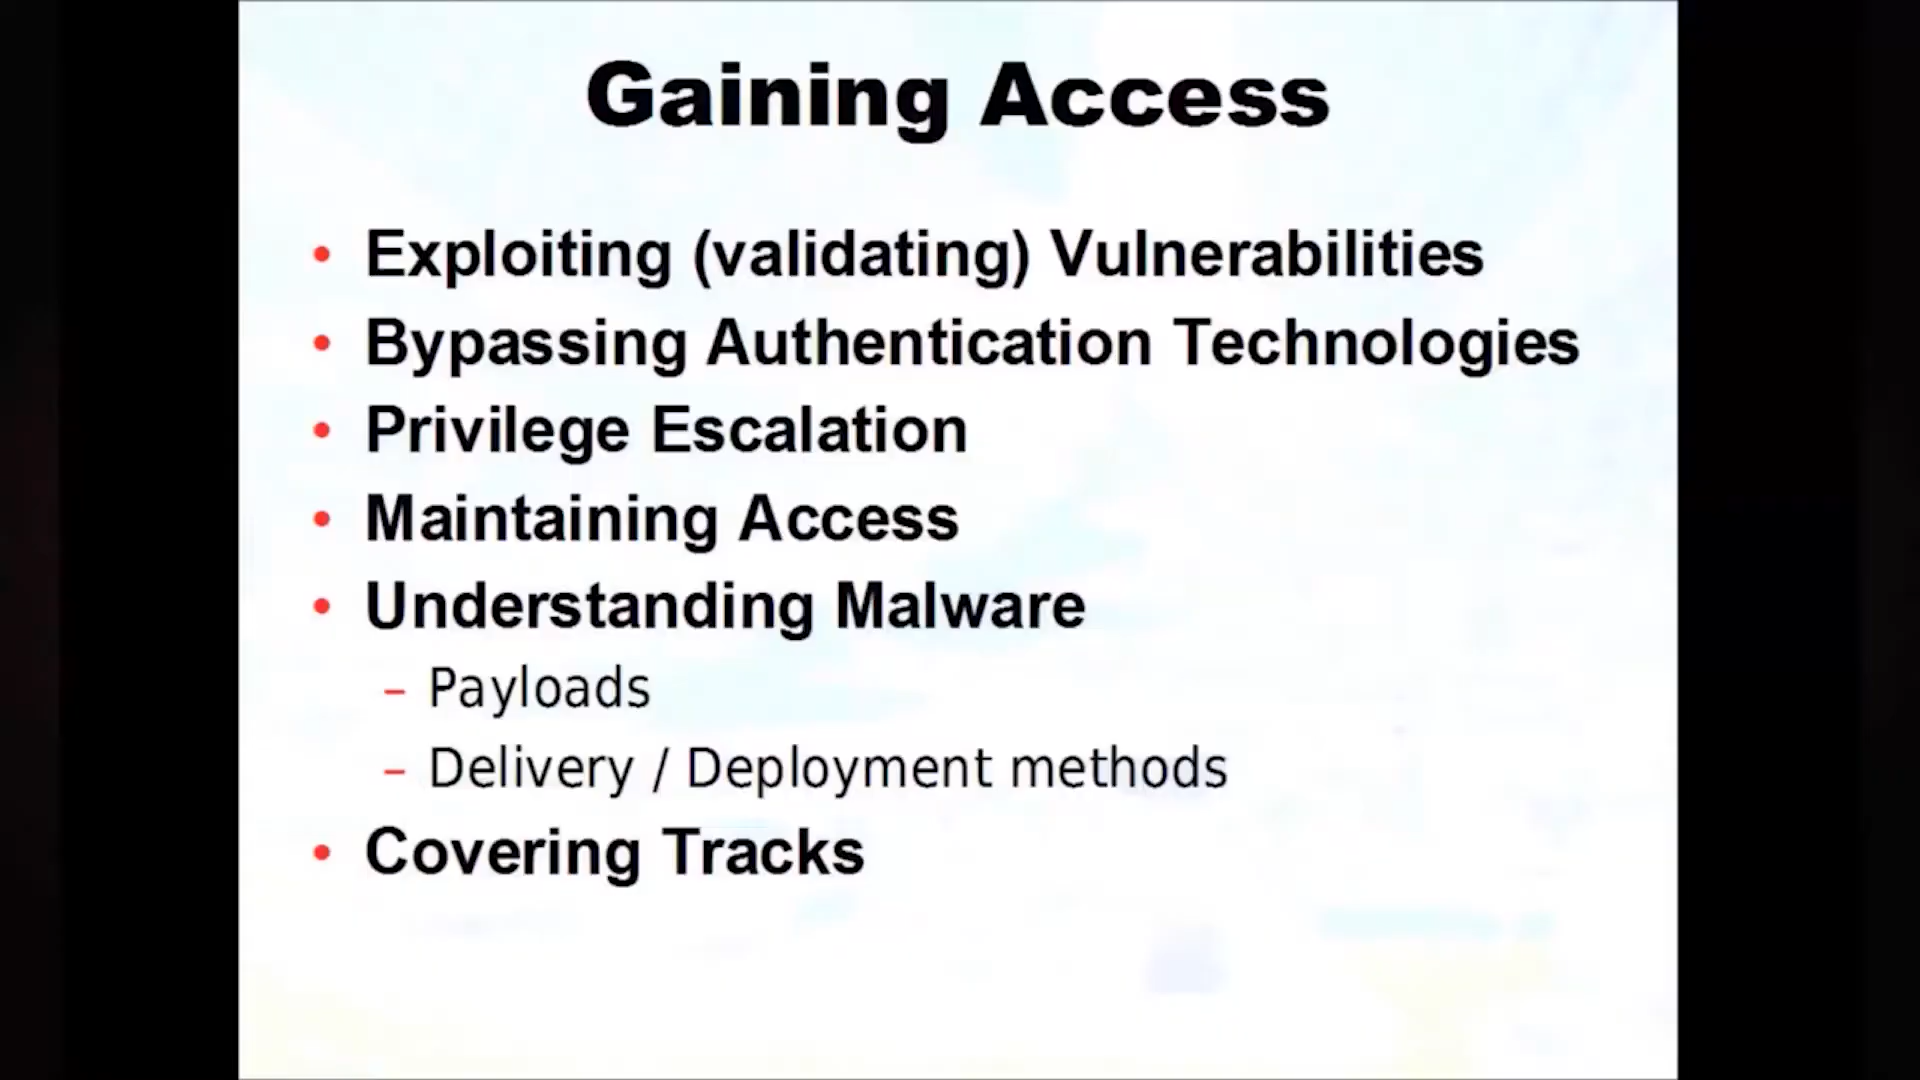 Gaining Access
• Exploiting (validating) Vulnerabilities
• Bypassing Authentication Technologies
• Privilege Escalation
• Maintaining Access
• Understanding Malware
– Payloads
– Delivery / Deployment methods
• Covering Tracks